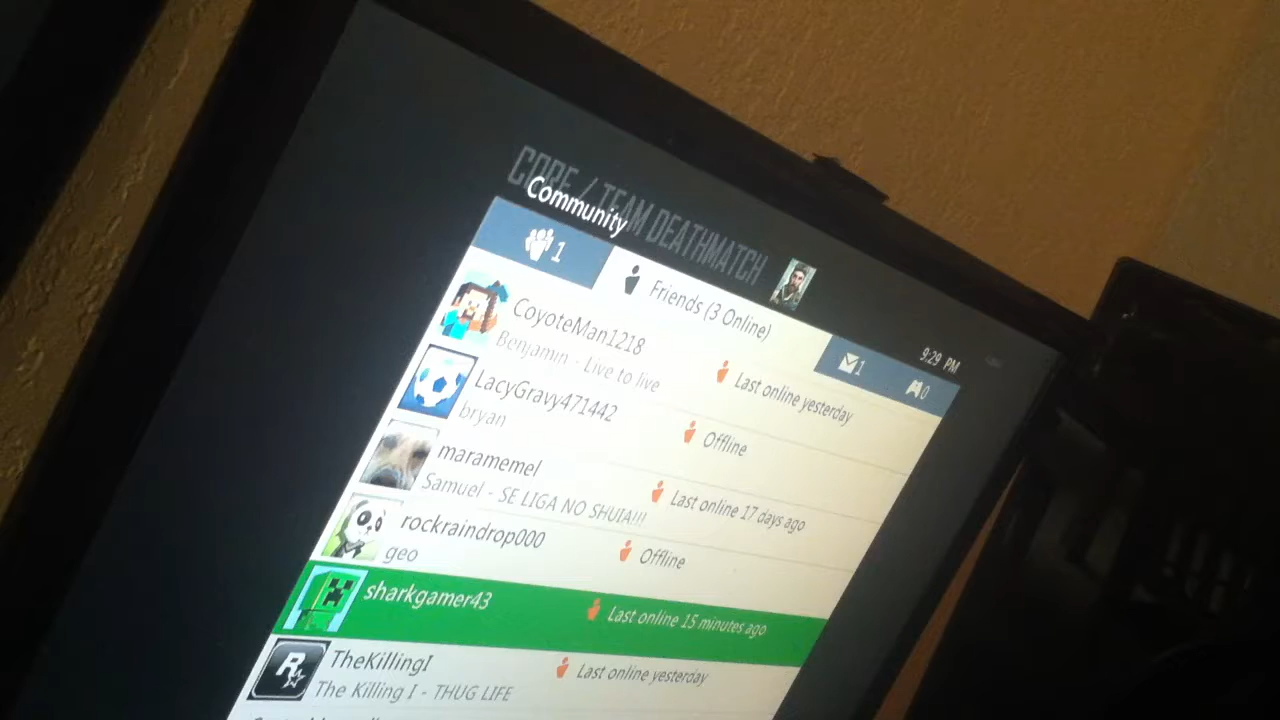 CORE / TEAM DEATHMATCH
Community
1
Friends (3 Online)
1
0
9:29 PM
CoyoteMan1218
Benjamin - Live to live
Last online yesterday
LacyGravy471442
bryan
Offline
maramemel
Samuel - SE LIGA NO SHUIA!!!
Last online 17 days ago
rockraindrop000
geo
Offline
sharkgamer43
Last online 15 minutes ago
TheKillingI
The Killing I - THUG LIFE
Last online yesterday
R